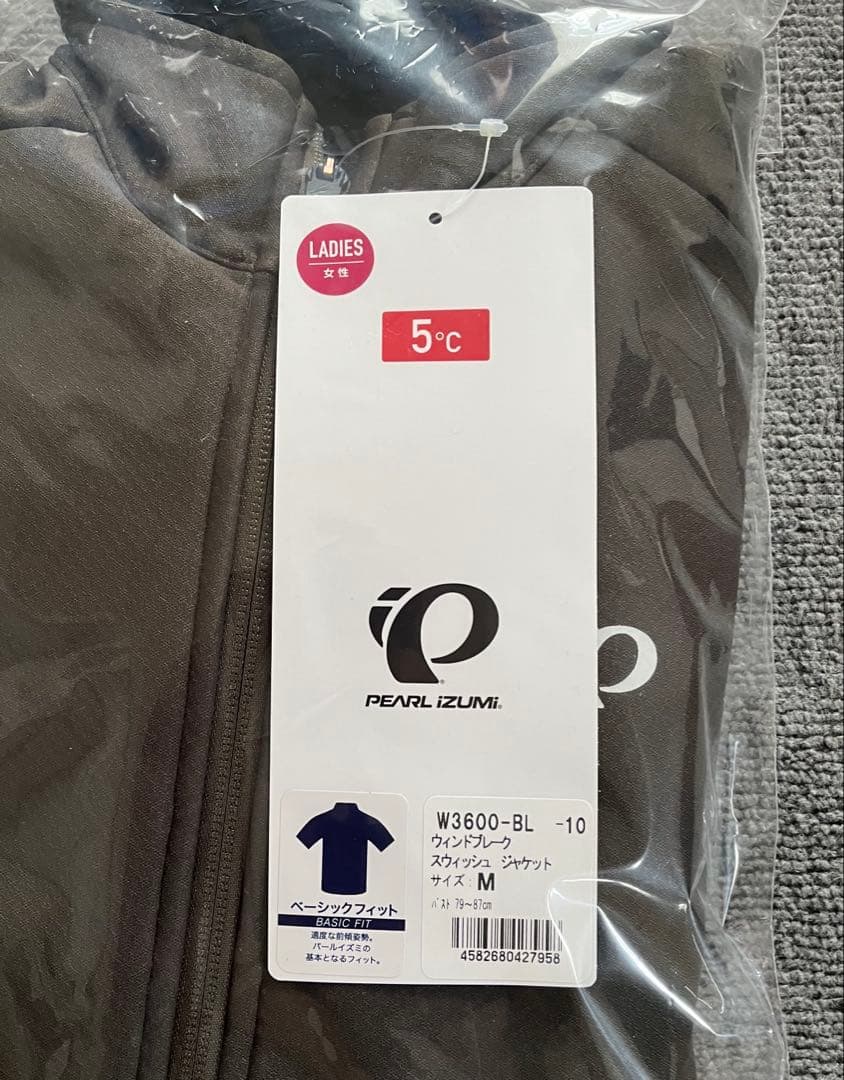 LADIES
女性
5°C
PEARL iZUMi®
ベーシックフィット
BASIC FIT
適度な前傾姿勢。
パールイズミの
基本となるフィット。
W3600-BL -10
ウィンドブレーク
スウィッシュ ジャケット
サイズ: M
バスト 79〜87cm
4582680427958